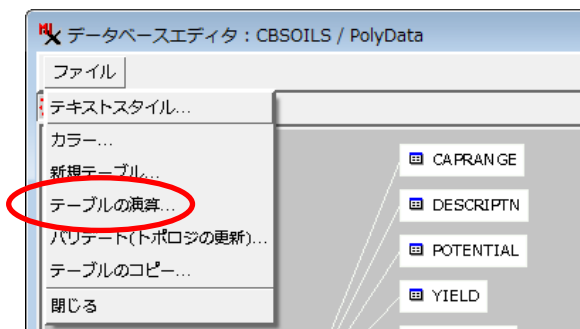 データベースエディタ : CBSOILS / PolyData
ファイル
テキストスタイル...
カラー...
新規テーブル...
テーブルの演算...
バリデート(トポロジの更新)...
テーブルのコピー...
閉じる
CAPRANGE
DESCRIPTN
POTENTIAL
YIELD